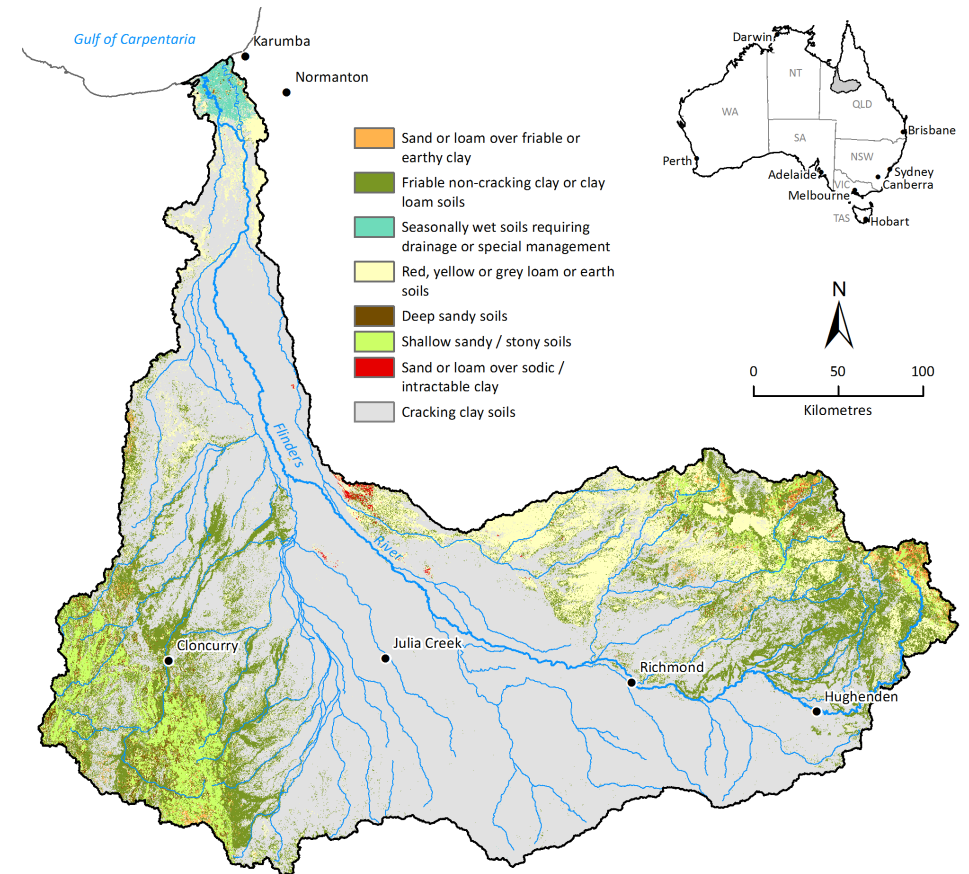 Gulf of Carpentaria
Karumba
Normanton
Darwin
NT
WA
QLD
SA
Brisbane
NSW
Perth
Adelaide
Sydney
Canberra
VIC
Melbourne
TAS
Hobart
Sand or loam over friable or
earthy clay
Friable non-cracking clay or clay
loam soils
Seasonally wet soils requiring
drainage or special management
Red, yellow or grey loam or earth
soils
Deep sandy soils
Shallow sandy / stony soils
Sand or loam over sodic /
intractable clay
Cracking clay soils
N
0 50 100
Kilometres
Flinders
River
Cloncurry
Julia Creek
Richmond
Hughenden